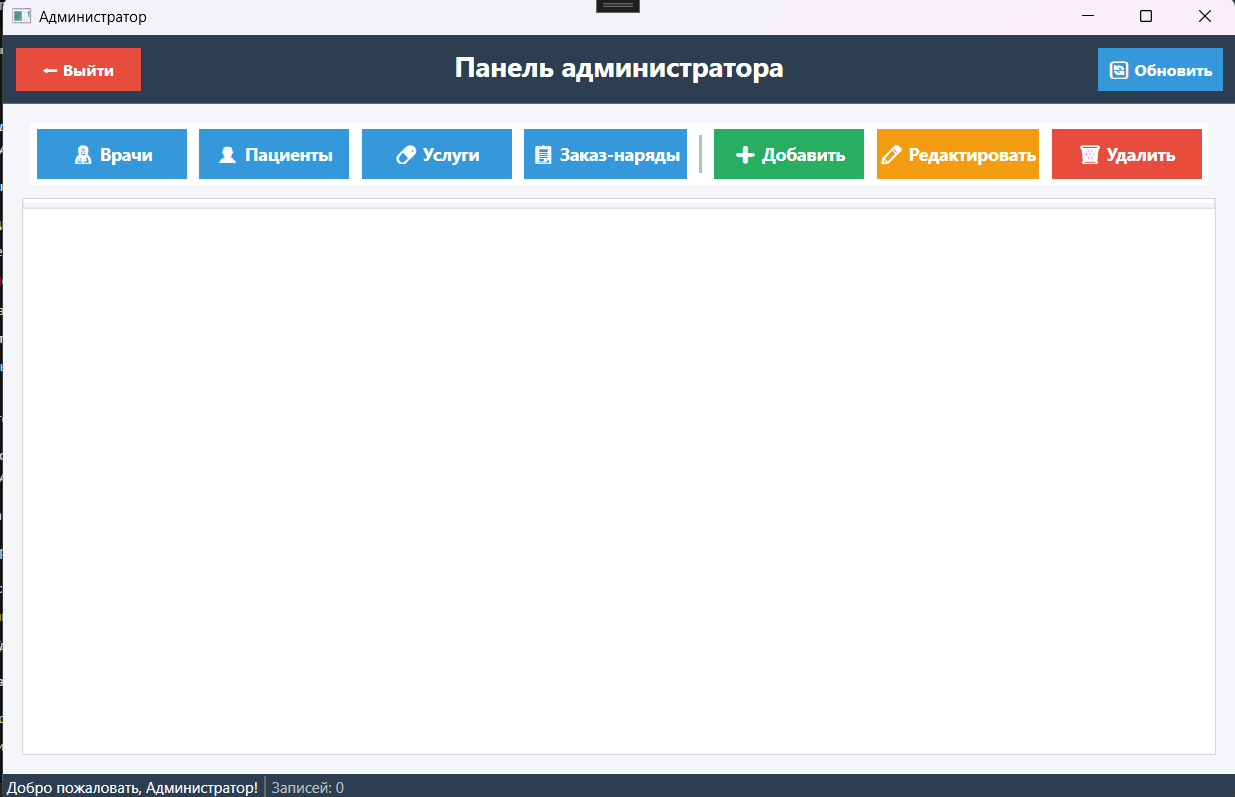 Администратор
← Выйти
Панель администратора
Обновить
Врачи
Пациенты
Услуги
Заказ-наряды
Добавить
Редактировать
Удалить
Добро пожаловать, Администратор!
Записей: 0